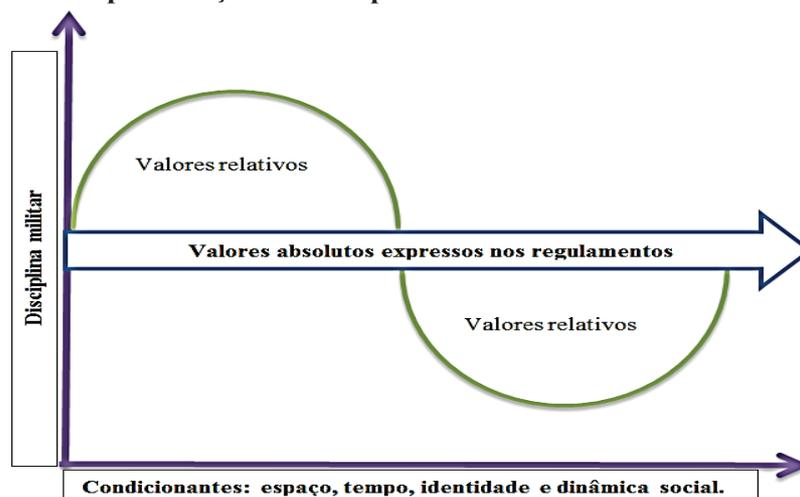 Disciplina militar
Valores relativos
Valores absolutos expressos nos regulamentos
Valores relativos
Condicionantes: espaço, tempo, identidade e dinâmica social.